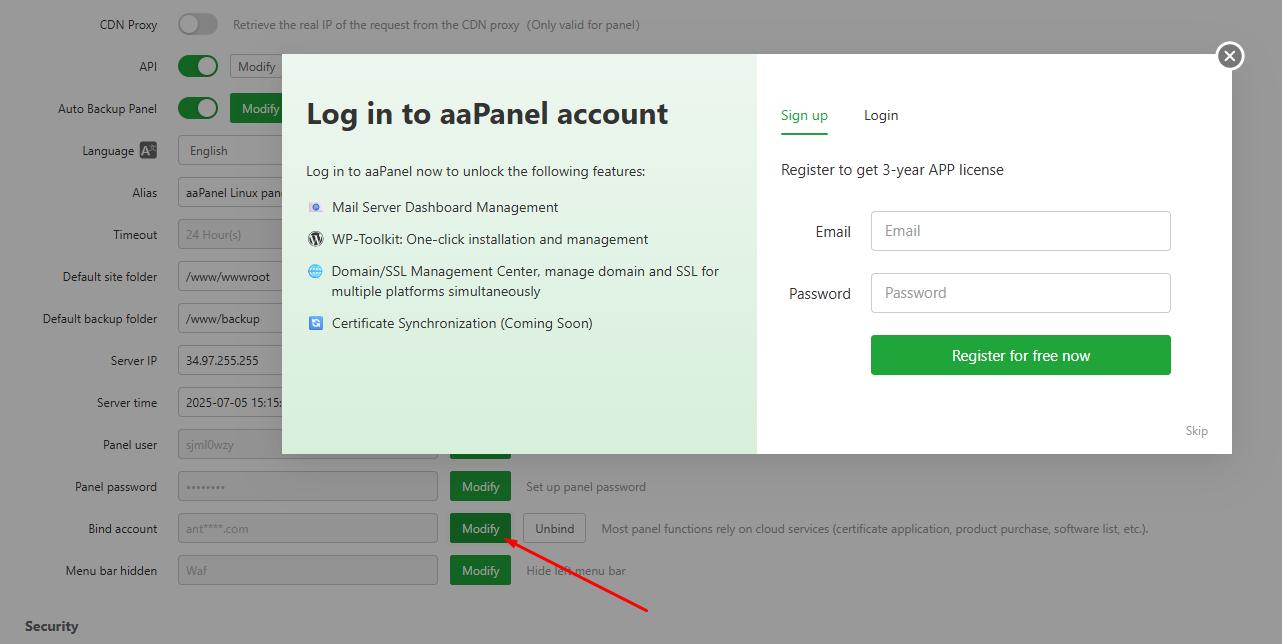 CDN Proxy Retrieve the real IP of the request from the CDN proxy (Only valid for panel)
API Modify
Auto Backup Panel Modify
Language English
Alias aaPanel Linux pan
Timeout 24 Hour(s)
Default site folder /www/wwwroot
Default backup folder /www/backup
Server IP 34.97.255.255
Server time 2025-07-05 15:15:
Panel user sjml0wzy
Panel password •••••••• Modify Set up panel password
Bind account ant****.com Modify Unbind Most panel functions rely on cloud services (certificate application, product purchase, software list, etc.).
Menu bar hidden Waf Modify Hide left menu bar
Security
Log in to aaPanel account
Log in to aaPanel now to unlock the following features:
Mail Server Dashboard Management
WP-Toolkit: One-click installation and management
Domain/SSL Management Center, manage domain and SSL for
multiple platforms simultaneously
Certificate Synchronization (Coming Soon)
Sign up Login
Register to get 3-year APP license
Email Email
Password Password
Register for free now
Skip